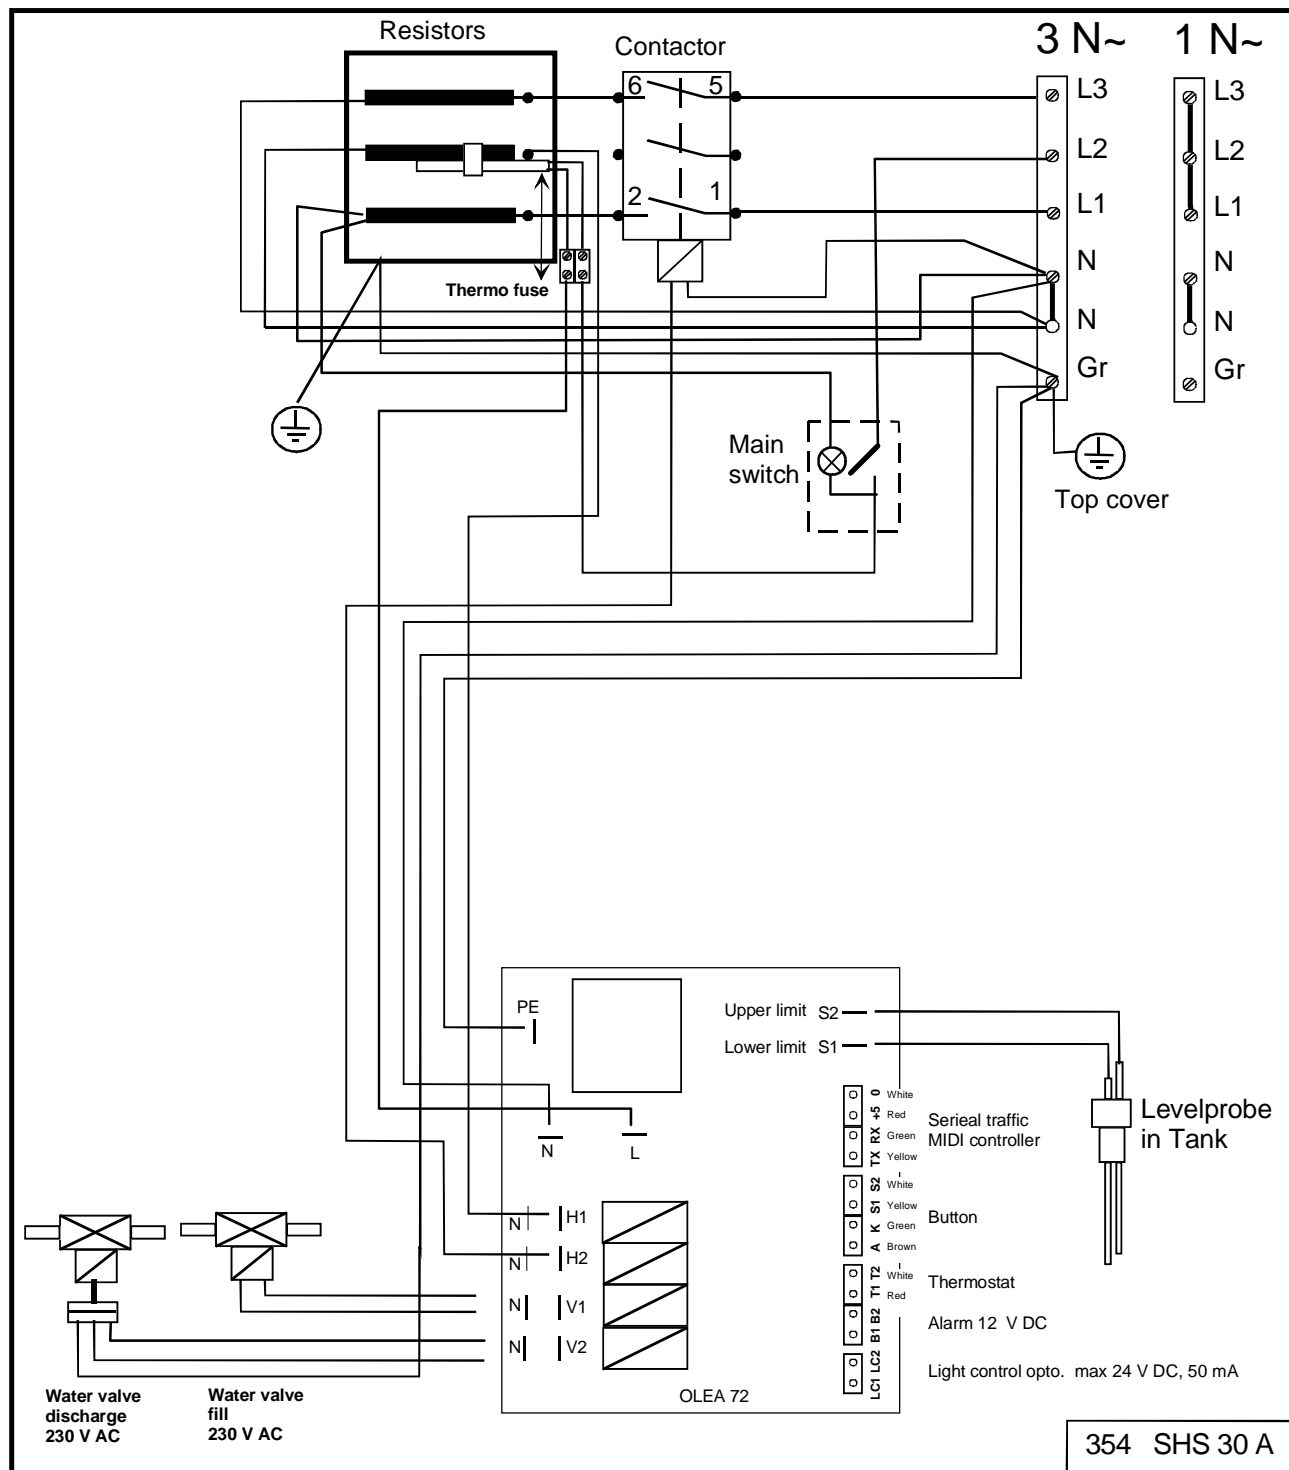 Resistors
Contactor
3 N~
1 N~
6
5
2
1
L3
L2
L1
N
N
Gr
L3
L2
L1
N
N
Gr
Thermo fuse
Main
switch
Top cover
PE
N
L
Upper limit S2
Lower limit S1
0 White
+5 Red
RX Green
TX Yellow
Serieal traffic
MIDI controller
S2 White
S1 Yellow
K Green
A Brown
Button
T2 White
T1 Red
Thermostat
B2
B1
Alarm 12 V DC
LC2
LC1
Light control opto. max 24 V DC, 50 mA
Levelprobe
in Tank
N H1
N H2
N V1
N V2
OLEA 72
Water valve
discharge
230 V AC
Water valve
fill
230 V AC
354 SHS 30 A